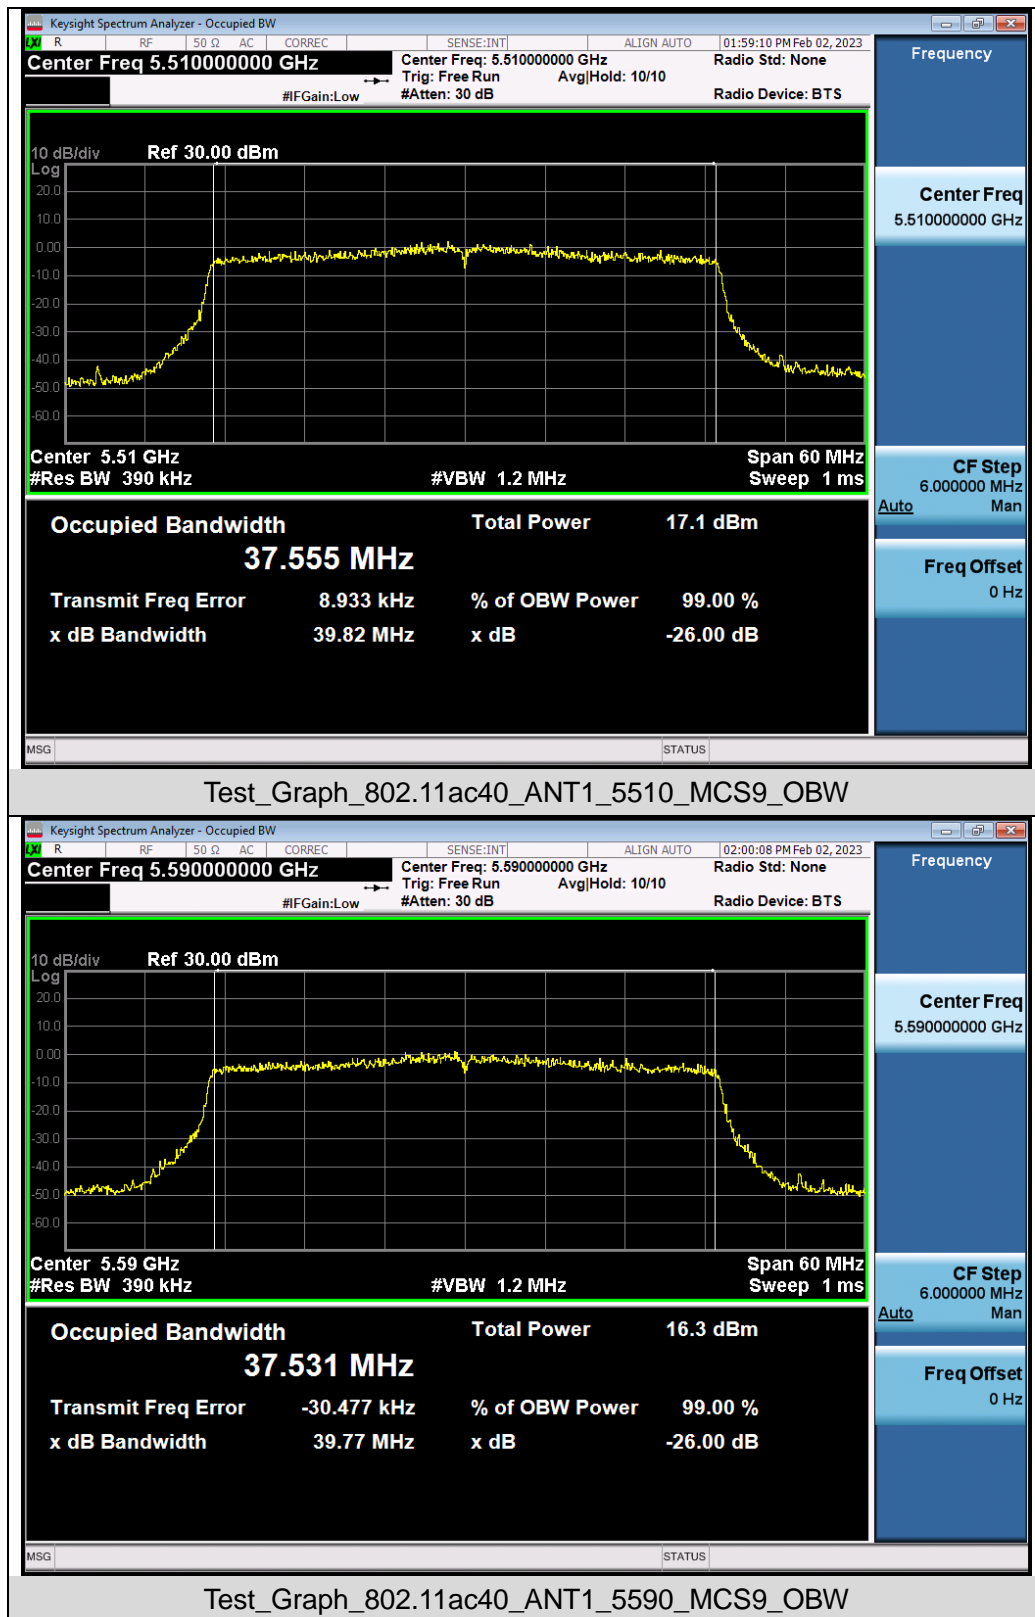 Keysight Spectrum Analyzer - Occupied BW
LXI R RF 50 Ω AC CORREC SENSE:INT ALIGN AUTO 01:59:10 PM Feb 02, 2023
Center Freq 5.510000000 GHz
Center Freq: 5.510000000 GHz Radio Std: None
Trig: Free Run Avg|Hold: 10/10
#IFGain:Low #Atten: 30 dB Radio Device: BTS
10 dB/div Ref 30.00 dBm
Log
20.0
10.0
0.00
-10.0
-20.0
-30.0
-40.0
-50.0
-60.0
Center 5.51 GHz Span 60 MHz
#Res BW 390 kHz #VBW 1.2 MHz Sweep 1 ms
Occupied Bandwidth Total Power 17.1 dBm
37.555 MHz
Transmit Freq Error 8.933 kHz % of OBW Power 99.00 %
x dB Bandwidth 39.82 MHz x dB -26.00 dB
MSG STATUS
Frequency
Center Freq
5.510000000 GHz
CF Step
6.000000 MHz
Auto Man
Freq Offset
0 Hz
Test_Graph_802.11ac40_ANT1_5510_MCS9_OBW
Keysight Spectrum Analyzer - Occupied BW
LXI R RF 50 Ω AC CORREC SENSE:INT ALIGN AUTO 02:00:08 PM Feb 02, 2023
Center Freq 5.590000000 GHz
Center Freq: 5.590000000 GHz Radio Std: None
Trig: Free Run Avg|Hold: 10/10
#IFGain:Low #Atten: 30 dB Radio Device: BTS
10 dB/div Ref 30.00 dBm
Log
20.0
10.0
0.00
-10.0
-20.0
-30.0
-40.0
-50.0
-60.0
Center 5.59 GHz Span 60 MHz
#Res BW 390 kHz #VBW 1.2 MHz Sweep 1 ms
Occupied Bandwidth Total Power 16.3 dBm
37.531 MHz
Transmit Freq Error -30.477 kHz % of OBW Power 99.00 %
x dB Bandwidth 39.77 MHz x dB -26.00 dB
MSG STATUS
Frequency
Center Freq
5.590000000 GHz
CF Step
6.000000 MHz
Auto Man
Freq Offset
0 Hz
Test_Graph_802.11ac40_ANT1_5590_MCS9_OBW